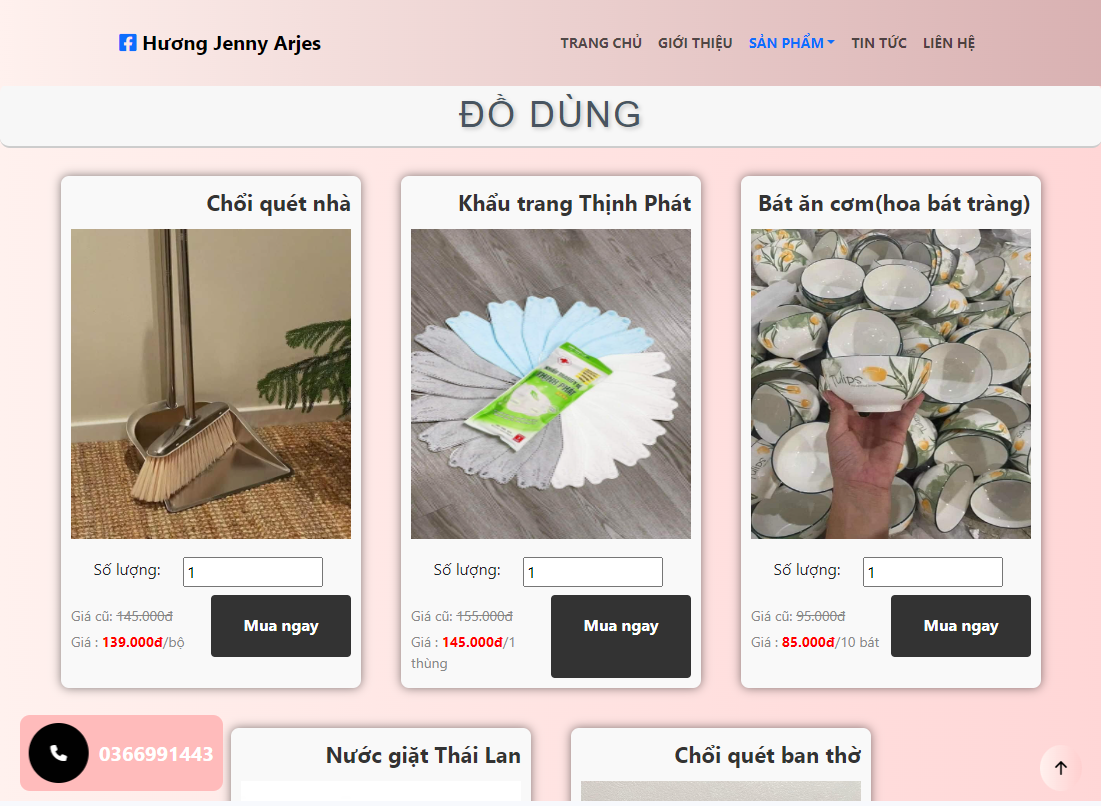 Hương Jenny Arjes
TRANG CHỦ GIỚI THIỆU SẢN PHẨM TIN TỨC LIÊN HỆ
ĐỒ DÙNG
Chổi quét nhà
Số lượng: 1
Giá cũ: 145.000đ
Giá : 139.000đ/bộ
Mua ngay
Khẩu trang Thịnh Phát
THỊNH PHÁT
Số lượng: 1
Giá cũ: 155.000đ
Giá : 145.000đ/1
thùng
Mua ngay
Bát ăn cơm(hoa bát tràng)
Tulips
Số lượng: 1
Giá cũ: 95.000đ
Giá : 85.000đ/10 bát
Mua ngay
0366991443
Nước giặt Thái Lan
Chổi quét ban thờ